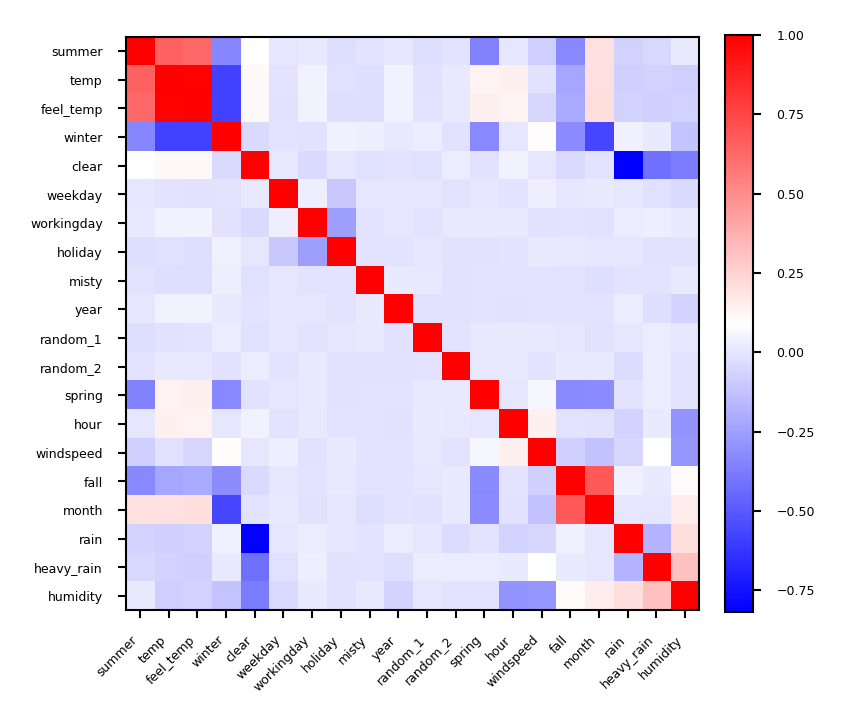 summer
temp
feel_temp
winter
clear
weekday
workingday
holiday
misty
year
random_1
random_2
spring
hour
windspeed
fall
month
rain
heavy_rain
humidity
summer
temp
feel_temp
winter
clear
weekday
workingday
holiday
misty
year
random_1
random_2
spring
hour
windspeed
fall
month
rain
heavy_rain
humidity
1.00
0.75
0.50
0.25
0.00
−0.25
−0.50
−0.75